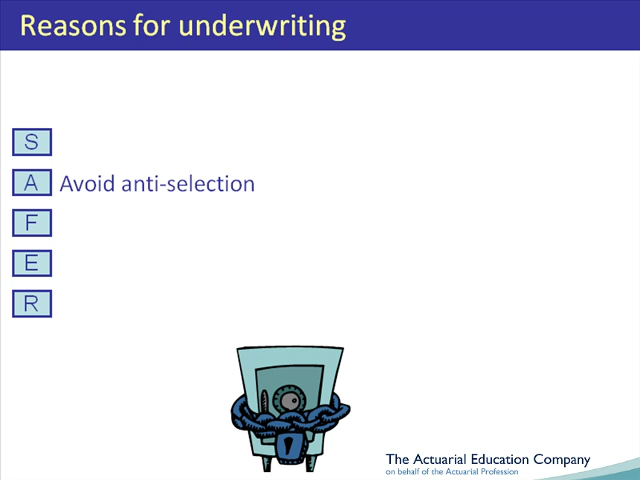 Reasons for underwriting
S
A Avoid anti-selection
F
E
R
The Actuarial Education Company
on behalf of the Actuarial Profession